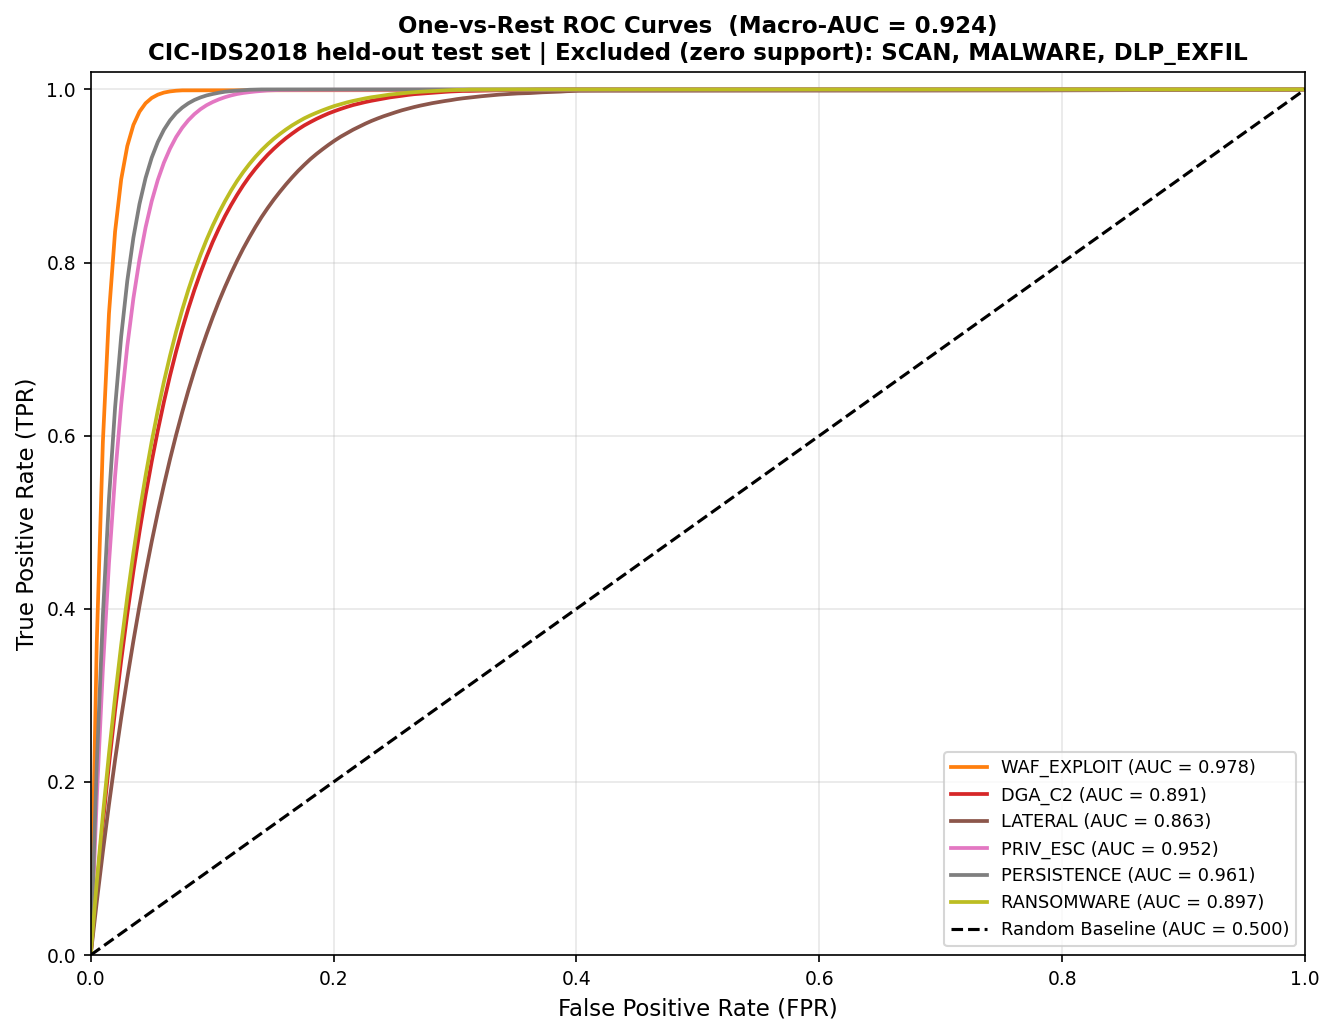 One-vs-Rest ROC Curves  (Macro-AUC = 0.924)
CIC-IDS2018 held-out test set | Excluded (zero support): SCAN, MALWARE, DLP_EXFIL
True Positive Rate (TPR)
1.0
0.8
0.6
0.4
0.2
0.0
WAF_EXPLOIT (AUC = 0.978)
DGA_C2 (AUC = 0.891)
LATERAL (AUC = 0.863)
PRIV_ESC (AUC = 0.952)
PERSISTENCE (AUC = 0.961)
RANSOMWARE (AUC = 0.897)
Random Baseline (AUC = 0.500)
0.0 0.2 0.4 0.6 0.8 1.0
False Positive Rate (FPR)